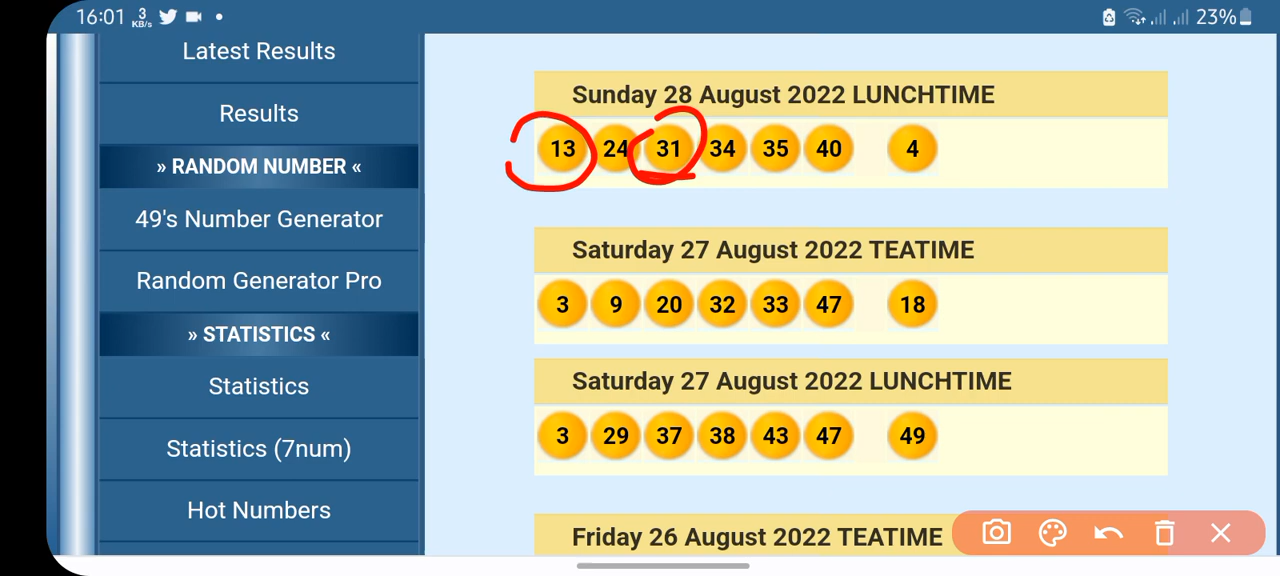 16:01 3 KB/s 23%
Latest Results
Results
» RANDOM NUMBER «
49's Number Generator
Random Generator Pro
» STATISTICS «
Statistics
Statistics (7num)
Hot Numbers
Sunday 28 August 2022 LUNCHTIME
13 24 31 34 35 40 4
Saturday 27 August 2022 TEATIME
3 9 20 32 33 47 18
Saturday 27 August 2022 LUNCHTIME
3 29 37 38 43 47 49
Friday 26 August 2022 TEATIME